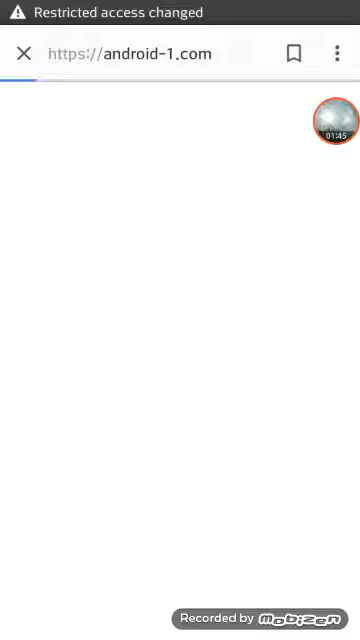 Restricted access changed
https://android-1.com
01:45
Recorded by mobizen